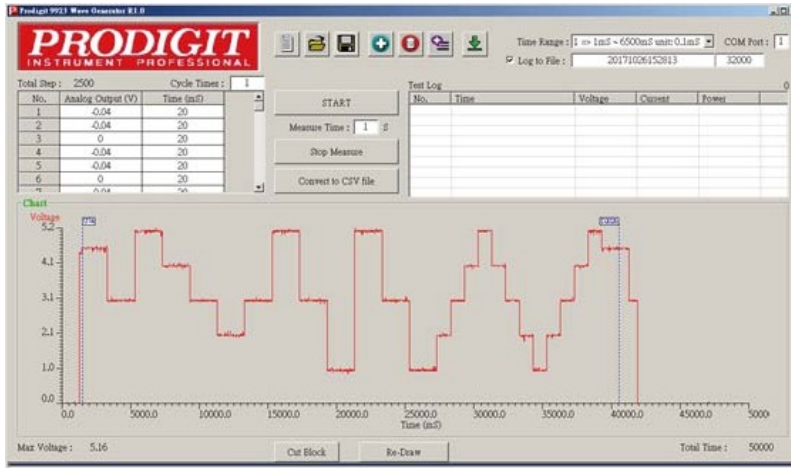 Prodigit 9923 Wave Generator R1.0
PRODIGIT
INSTRUMENT PROFESSIONAL
Time Range : 1 => 1mS ~ 6500mS unit: 0.1mS COM Port : 1
Log to File : 20171026152813 32000
Total Step : 2500 Cycle Times : 1
No. Analog Output (V) Time (mS)
1 -0.04 20
2 -0.04 20
3 0 20
4 -0.04 20
5 -0.04 20
6 0 20
7 -0.04 20
START
Measure Time : 1 S
Stop Measure
Convert to CSV file
Test Log 0
No. Time Voltage Current Power
Chart
Voltage
5.2
4.1
3.1
2.1
1.0
0.0
0.0 5000.0 10000.0 15000.0 20000.0 25000.0 30000.0 35000.0 40000.0 45000.0 5000
Time (mS)
Max Voltage : 5.16
Cut Block
Re-Draw
Total Time : 50000